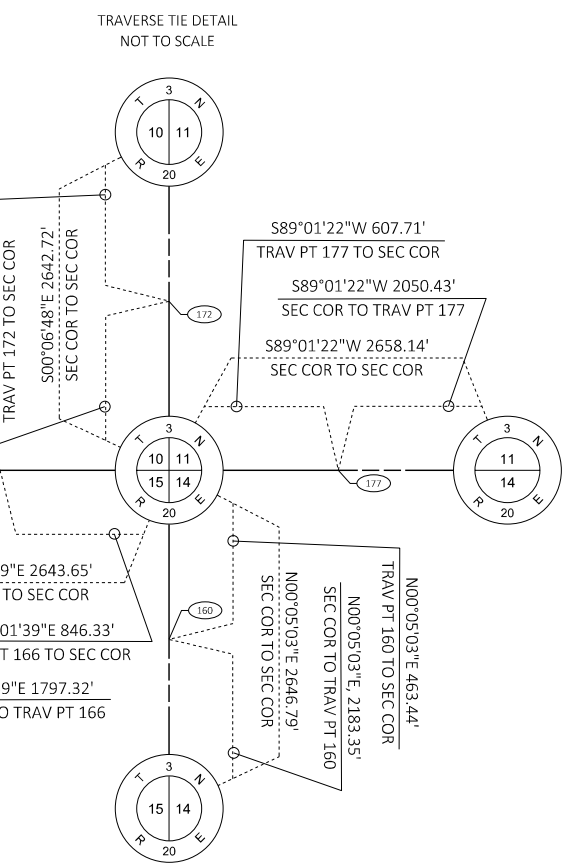 TRAVERSE TIE DETAIL
NOT TO SCALE
T 3 N
10 11
R 20 E
TRAV PT 172 TO SEC COR
S00°06'48"E 2642.72'
SEC COR TO SEC COR
172
S89°01'22"W 607.71'
TRAV PT 177 TO SEC COR
S89°01'22"W 2050.43'
SEC COR TO TRAV PT 177
S89°01'22"W 2658.14'
SEC COR TO SEC COR
T 3 N
10 11
15 14
R 20 E
177
T 3 N
11
14
R 20 E
9"E 2643.65'
TO SEC COR
01'39"E 846.33'
T 166 TO SEC COR
9"E 1797.32'
O TRAV PT 166
160
N00°05'03"E 2646.79'
SEC COR TO SEC COR
N00°05'03"E, 2183.35'
SEC COR TO TRAV PT 160
N00°05'03"E 463.44'
TRAV PT 160 TO SEC COR
T 3 N
15 14
R 20 E